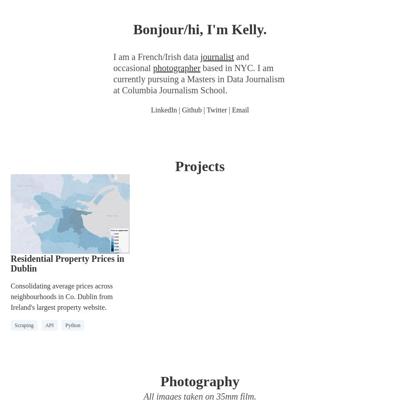 Bonjour/hi, I'm Kelly.
I am a French/Irish data journalist and
occasional photographer based in NYC. I am
currently pursuing a Masters in Data Journalism
at Columbia Journalism School.
LinkedIn | Github | Twitter | Email
Projects
Residential Property Prices in
Dublin
Consolidating average prices across
neighbourhoods in Co. Dublin from
Ireland's largest property website.
Scraping API Python
Photography
All images taken on 35mm film.